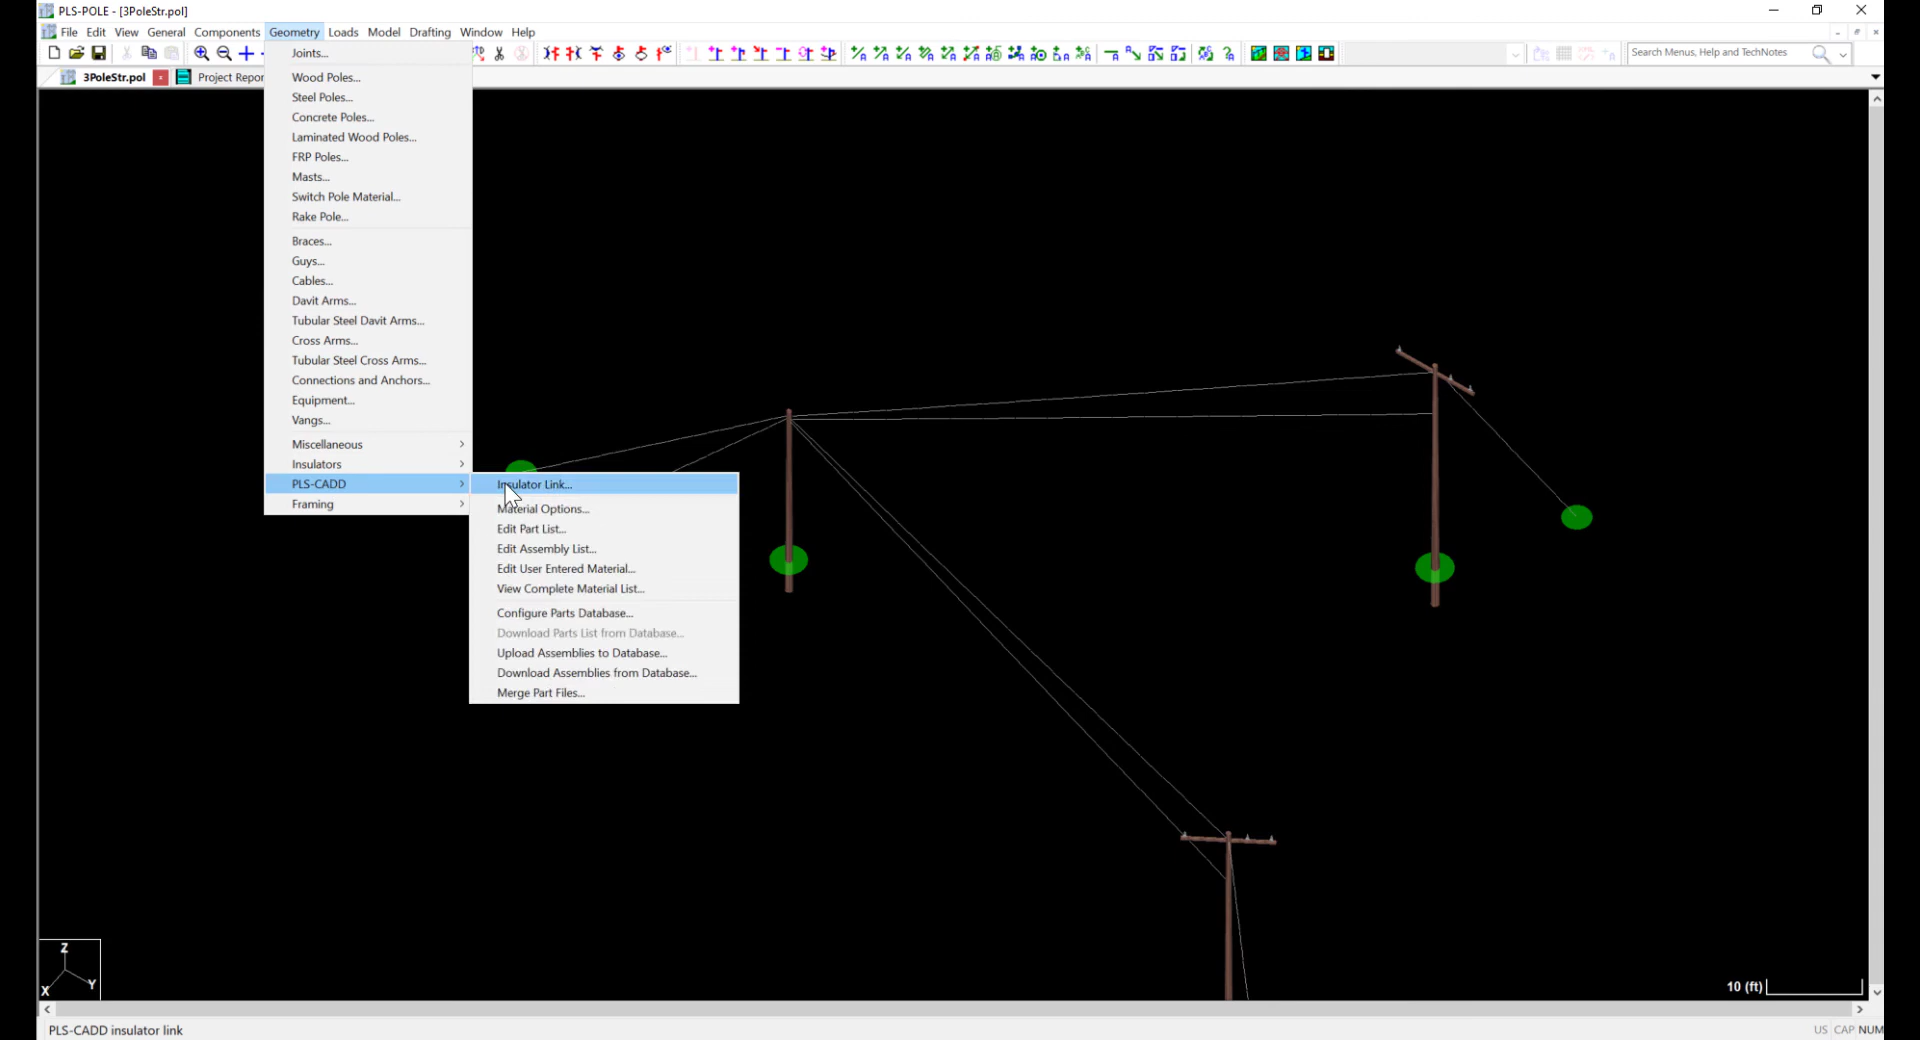 PLS-POLE - [3PoleStr.pol]
File Edit View General Components Geometry Loads Model Drafting Window Help
Search Menus, Help and TechNotes
3PoleStr.pol Project Repor
Joints...
Wood Poles...
Steel Poles...
Concrete Poles...
Laminated Wood Poles...
FRP Poles...
Masts...
Switch Pole Material...
Rake Pole...
Braces...
Guys...
Cables...
Davit Arms...
Tubular Steel Davit Arms...
Cross Arms...
Tubular Steel Cross Arms...
Connections and Anchors...
Equipment...
Vangs...
Miscellaneous
Insulators
PLS-CADD
Framing
Insulator Link...
Material Options...
Edit Part List...
Edit Assembly List...
Edit User Entered Material...
View Complete Material List...
Configure Parts Database...
Download Parts List from Database...
Upload Assemblies to Database...
Download Assemblies from Database...
Merge Part Files...
Z
Y
X
10 (ft)
PLS-CADD insulator link
US CAP NUM